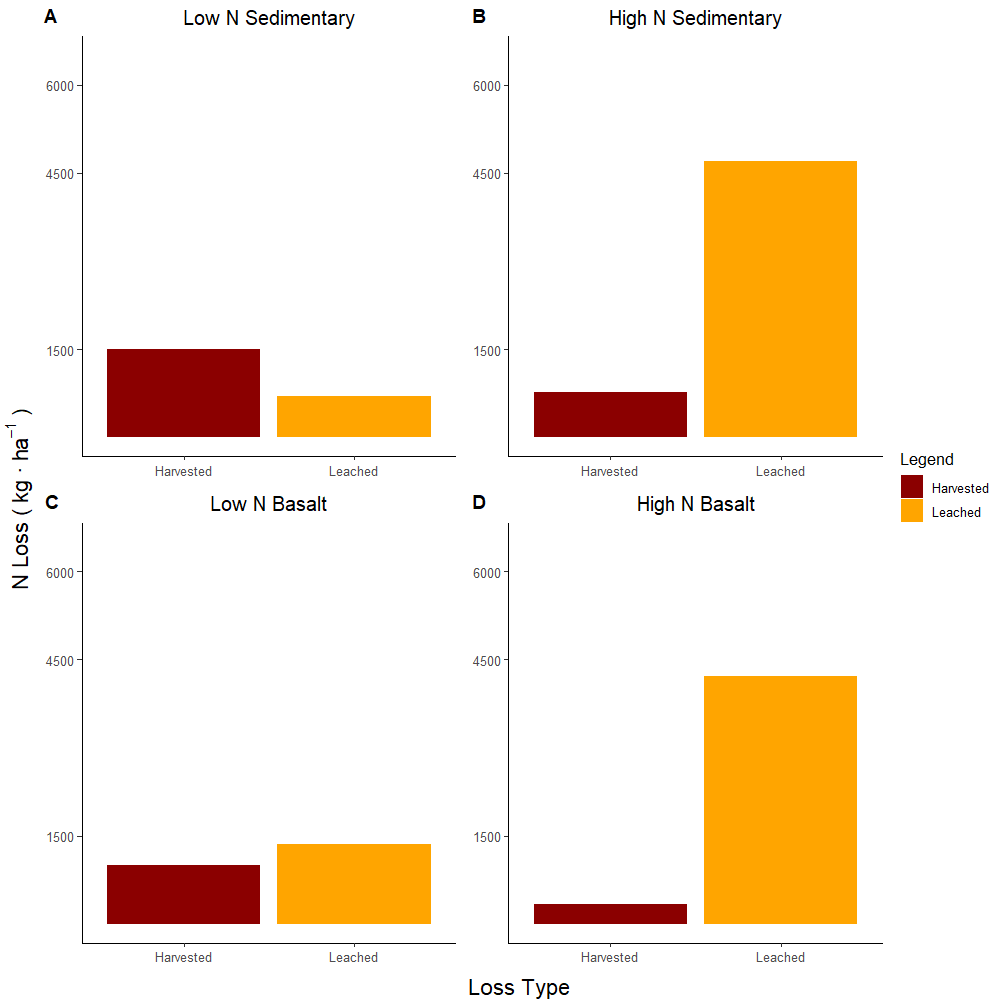 A
Low N Sedimentary
6000
4500
1500
Harvested
Leached
B
High N Sedimentary
6000
4500
1500
Harvested
Leached
C
Low N Basalt
6000
4500
1500
Harvested
Leached
D
High N Basalt
6000
4500
1500
Harvested
Leached
N Loss ( kg · ha⁻¹ )
Loss Type
Legend
Harvested
Leached